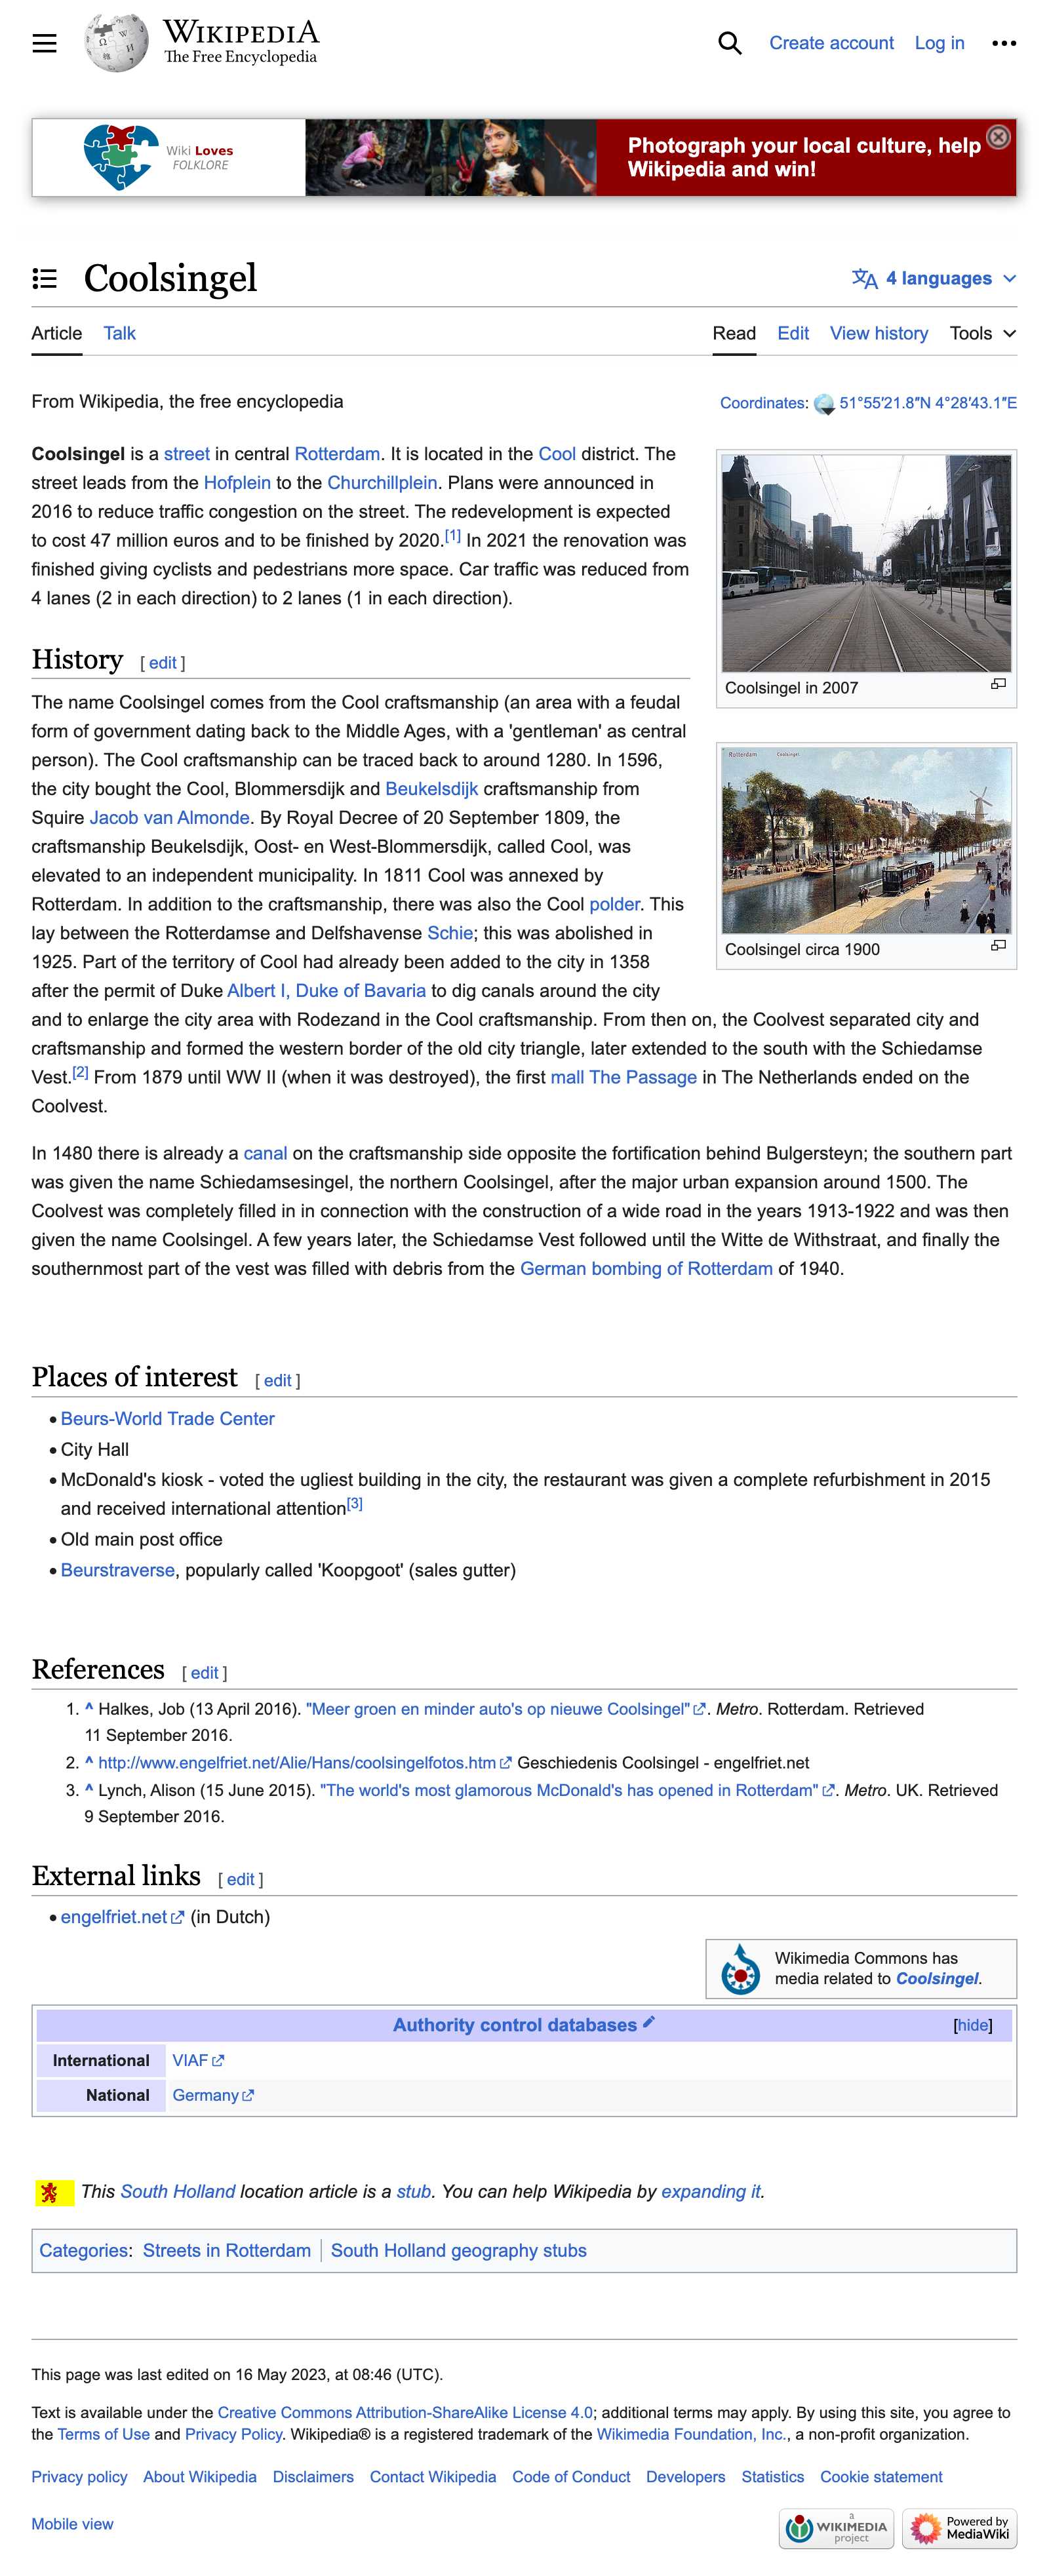 WIKIPEDIA
The Free Encyclopedia
Create account Log in
Wiki Loves
FOLKLORE
Photograph your local culture, help
Wikipedia and win!
Coolsingel
4 languages
Article Talk
Read Edit View history Tools
From Wikipedia, the free encyclopedia
Coordinates: 51°55′21.8″N 4°28′43.1″E
Coolsingel is a street in central Rotterdam. It is located in the Cool district. The
street leads from the Hofplein to the Churchillplein. Plans were announced in
2016 to reduce traffic congestion on the street. The redevelopment is expected
to cost 47 million euros and to be finished by 2020.[1] In 2021 the renovation was
finished giving cyclists and pedestrians more space. Car traffic was reduced from
4 lanes (2 in each direction) to 2 lanes (1 in each direction).
Coolsingel in 2007
History [ edit ]
Rotterdam Coolsingel
Coolsingel circa 1900
The name Coolsingel comes from the Cool craftsmanship (an area with a feudal
form of government dating back to the Middle Ages, with a 'gentleman' as central
person). The Cool craftsmanship can be traced back to around 1280. In 1596,
the city bought the Cool, Blommersdijk and Beukelsdijk craftsmanship from
Squire Jacob van Almonde. By Royal Decree of 20 September 1809, the
craftsmanship Beukelsdijk, Oost- en West-Blommersdijk, called Cool, was
elevated to an independent municipality. In 1811 Cool was annexed by
Rotterdam. In addition to the craftsmanship, there was also the Cool polder. This
lay between the Rotterdamse and Delfshavense Schie; this was abolished in
1925. Part of the territory of Cool had already been added to the city in 1358
after the permit of Duke Albert I, Duke of Bavaria to dig canals around the city
and to enlarge the city area with Rodezand in the Cool craftsmanship. From then on, the Coolvest separated city and
craftsmanship and formed the western border of the old city triangle, later extended to the south with the Schiedamse
Vest.[2] From 1879 until WW II (when it was destroyed), the first mall The Passage in The Netherlands ended on the
Coolvest.
In 1480 there is already a canal on the craftsmanship side opposite the fortification behind Bulgersteyn; the southern part
was given the name Schiedamsesingel, the northern Coolsingel, after the major urban expansion around 1500. The
Coolvest was completely filled in in connection with the construction of a wide road in the years 1913-1922 and was then
given the name Coolsingel. A few years later, the Schiedamse Vest followed until the Witte de Withstraat, and finally the
southernmost part of the vest was filled with debris from the German bombing of Rotterdam of 1940.
Places of interest [ edit ]
• Beurs-World Trade Center
• City Hall
• McDonald's kiosk - voted the ugliest building in the city, the restaurant was given a complete refurbishment in 2015
and received international attention[3]
• Old main post office
• Beurstraverse, popularly called 'Koopgoot' (sales gutter)
References [ edit ]
1. ^ Halkes, Job (13 April 2016). "Meer groen en minder auto's op nieuwe Coolsingel". Metro. Rotterdam. Retrieved
11 September 2016.
2. ^ http://www.engelfriet.net/Alie/Hans/coolsingelfotos.htm Geschiedenis Coolsingel - engelfriet.net
3. ^ Lynch, Alison (15 June 2015). "The world's most glamorous McDonald's has opened in Rotterdam". Metro. UK. Retrieved
9 September 2016.
External links [ edit ]
• engelfriet.net (in Dutch)
Wikimedia Commons has
media related to Coolsingel.
Authority control databases [hide]
International VIAF
National Germany
This South Holland location article is a stub. You can help Wikipedia by expanding it.
Categories: Streets in Rotterdam | South Holland geography stubs
This page was last edited on 16 May 2023, at 08:46 (UTC).
Text is available under the Creative Commons Attribution-ShareAlike License 4.0; additional terms may apply. By using this site, you agree to
the Terms of Use and Privacy Policy. Wikipedia® is a registered trademark of the Wikimedia Foundation, Inc., a non-profit organization.
Privacy policy About Wikipedia Disclaimers Contact Wikipedia Code of Conduct Developers Statistics Cookie statement
Mobile view
a
WIKIMEDIA
project
Powered by
MediaWiki